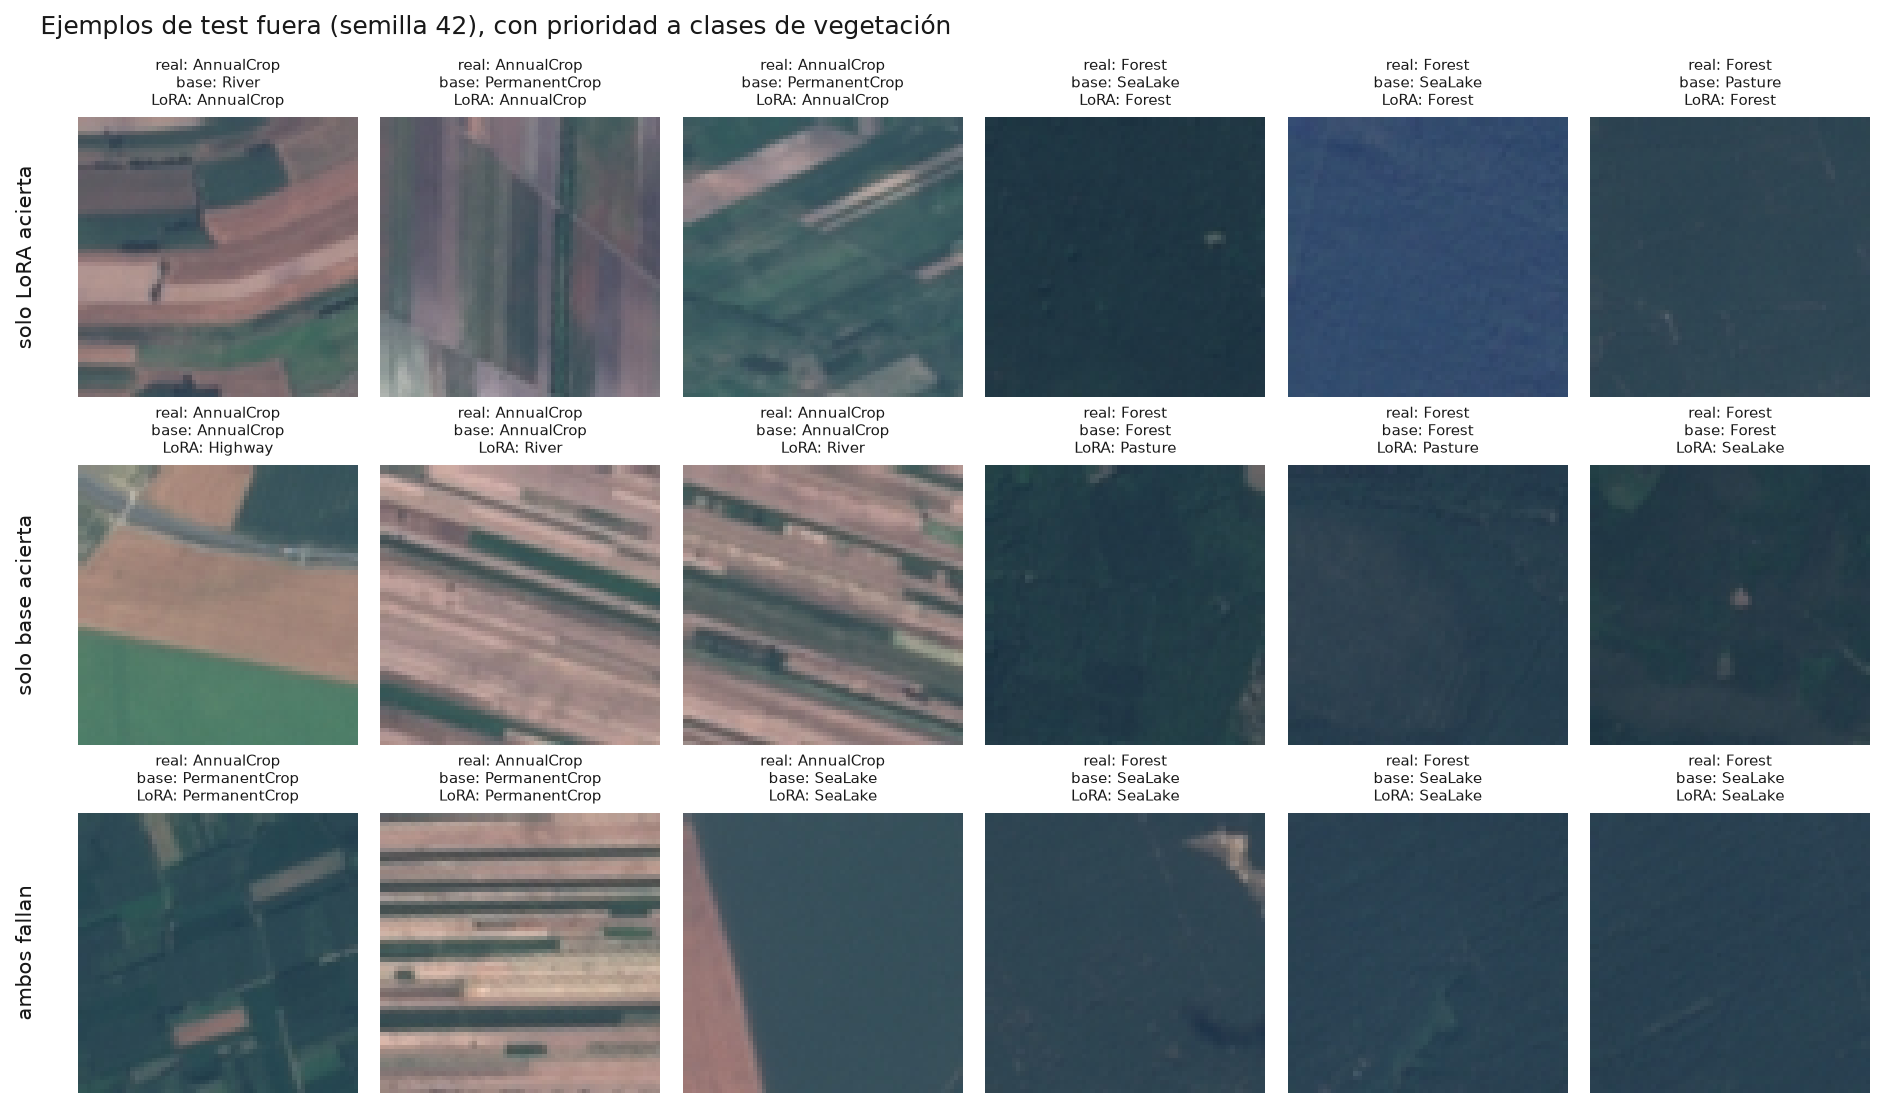 Ejemplos de test fuera (semilla 42), con prioridad a clases de vegetación
real: AnnualCrop
base: River
LoRA: AnnualCrop
real: AnnualCrop
base: PermanentCrop
LoRA: AnnualCrop
real: AnnualCrop
base: PermanentCrop
LoRA: AnnualCrop
real: Forest
base: SeaLake
LoRA: Forest
real: Forest
base: SeaLake
LoRA: Forest
real: Forest
base: Pasture
LoRA: Forest
solo LoRA acierta
real: AnnualCrop
base: AnnualCrop
LoRA: Highway
real: AnnualCrop
base: AnnualCrop
LoRA: River
real: AnnualCrop
base: AnnualCrop
LoRA: River
real: Forest
base: Forest
LoRA: Pasture
real: Forest
base: Forest
LoRA: Pasture
real: Forest
base: Forest
LoRA: SeaLake
solo base acierta
real: AnnualCrop
base: PermanentCrop
LoRA: PermanentCrop
real: AnnualCrop
base: PermanentCrop
LoRA: PermanentCrop
real: AnnualCrop
base: SeaLake
LoRA: SeaLake
real: Forest
base: SeaLake
LoRA: SeaLake
real: Forest
base: SeaLake
LoRA: SeaLake
real: Forest
base: SeaLake
LoRA: SeaLake
ambos fallan